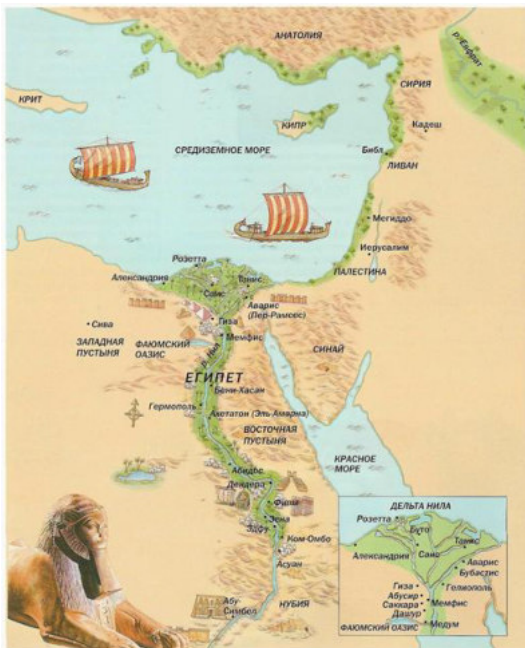 АНАТОЛИЯ
р. Евфрат
СИРИЯ
КРИТ
КИПР
Кадеш
СРЕДИЗЕМНОЕ МОРЕ
Библ
ЛИВАН
Мегиддо
Иерусалим
Розетта
ПАЛЕСТИНА
Александрия
Танис
Саис
Аварис
(Пер-Рамсес)
Сива
Гиза
ЗАПАДНАЯ
ПУСТЫНЯ
ФАЮМСКИЙ
ОАЗИС
Мемфис
р. Нил
СИНАЙ
ЕГИПЕТ
Бени-Хасан
Гермополь
Ахетатон (Эль-Амарна)
ВОСТОЧНАЯ
ПУСТЫНЯ
КРАСНОЕ
МОРЕ
Абидос
Дендера
Фивы
Эсна
Эдфу
Ком-Омбо
Асуан
Абу-
Симбел
НУБИЯ
ДЕЛЬТА НИЛА
Розетта
Буто
Танис
Александрия
Саис
Аварис
Бубастис
Гиза
Гелиополь
Абусир
Саккара
Мемфис
Дашур
ФАЮМСКИЙ ОАЗИС
Медум